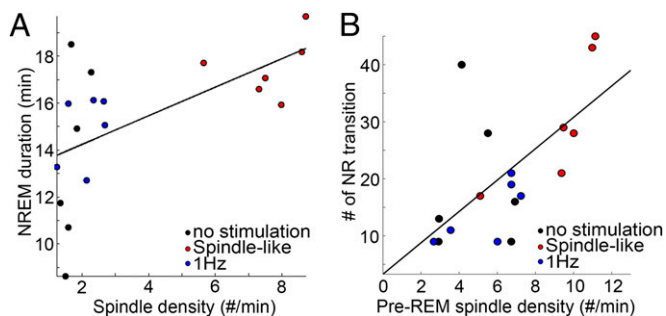 A
NREM duration (min)
18
16
14
12
10
2
4
6
8
Spindle density (#/min)
no stimulation
Spindle-like
1Hz
B
# of NR transition
40
30
20
10
0
2
4
6
8
10
12
Pre-REM spindle density (#/min)
no stimulation
Spindle-like
1Hz